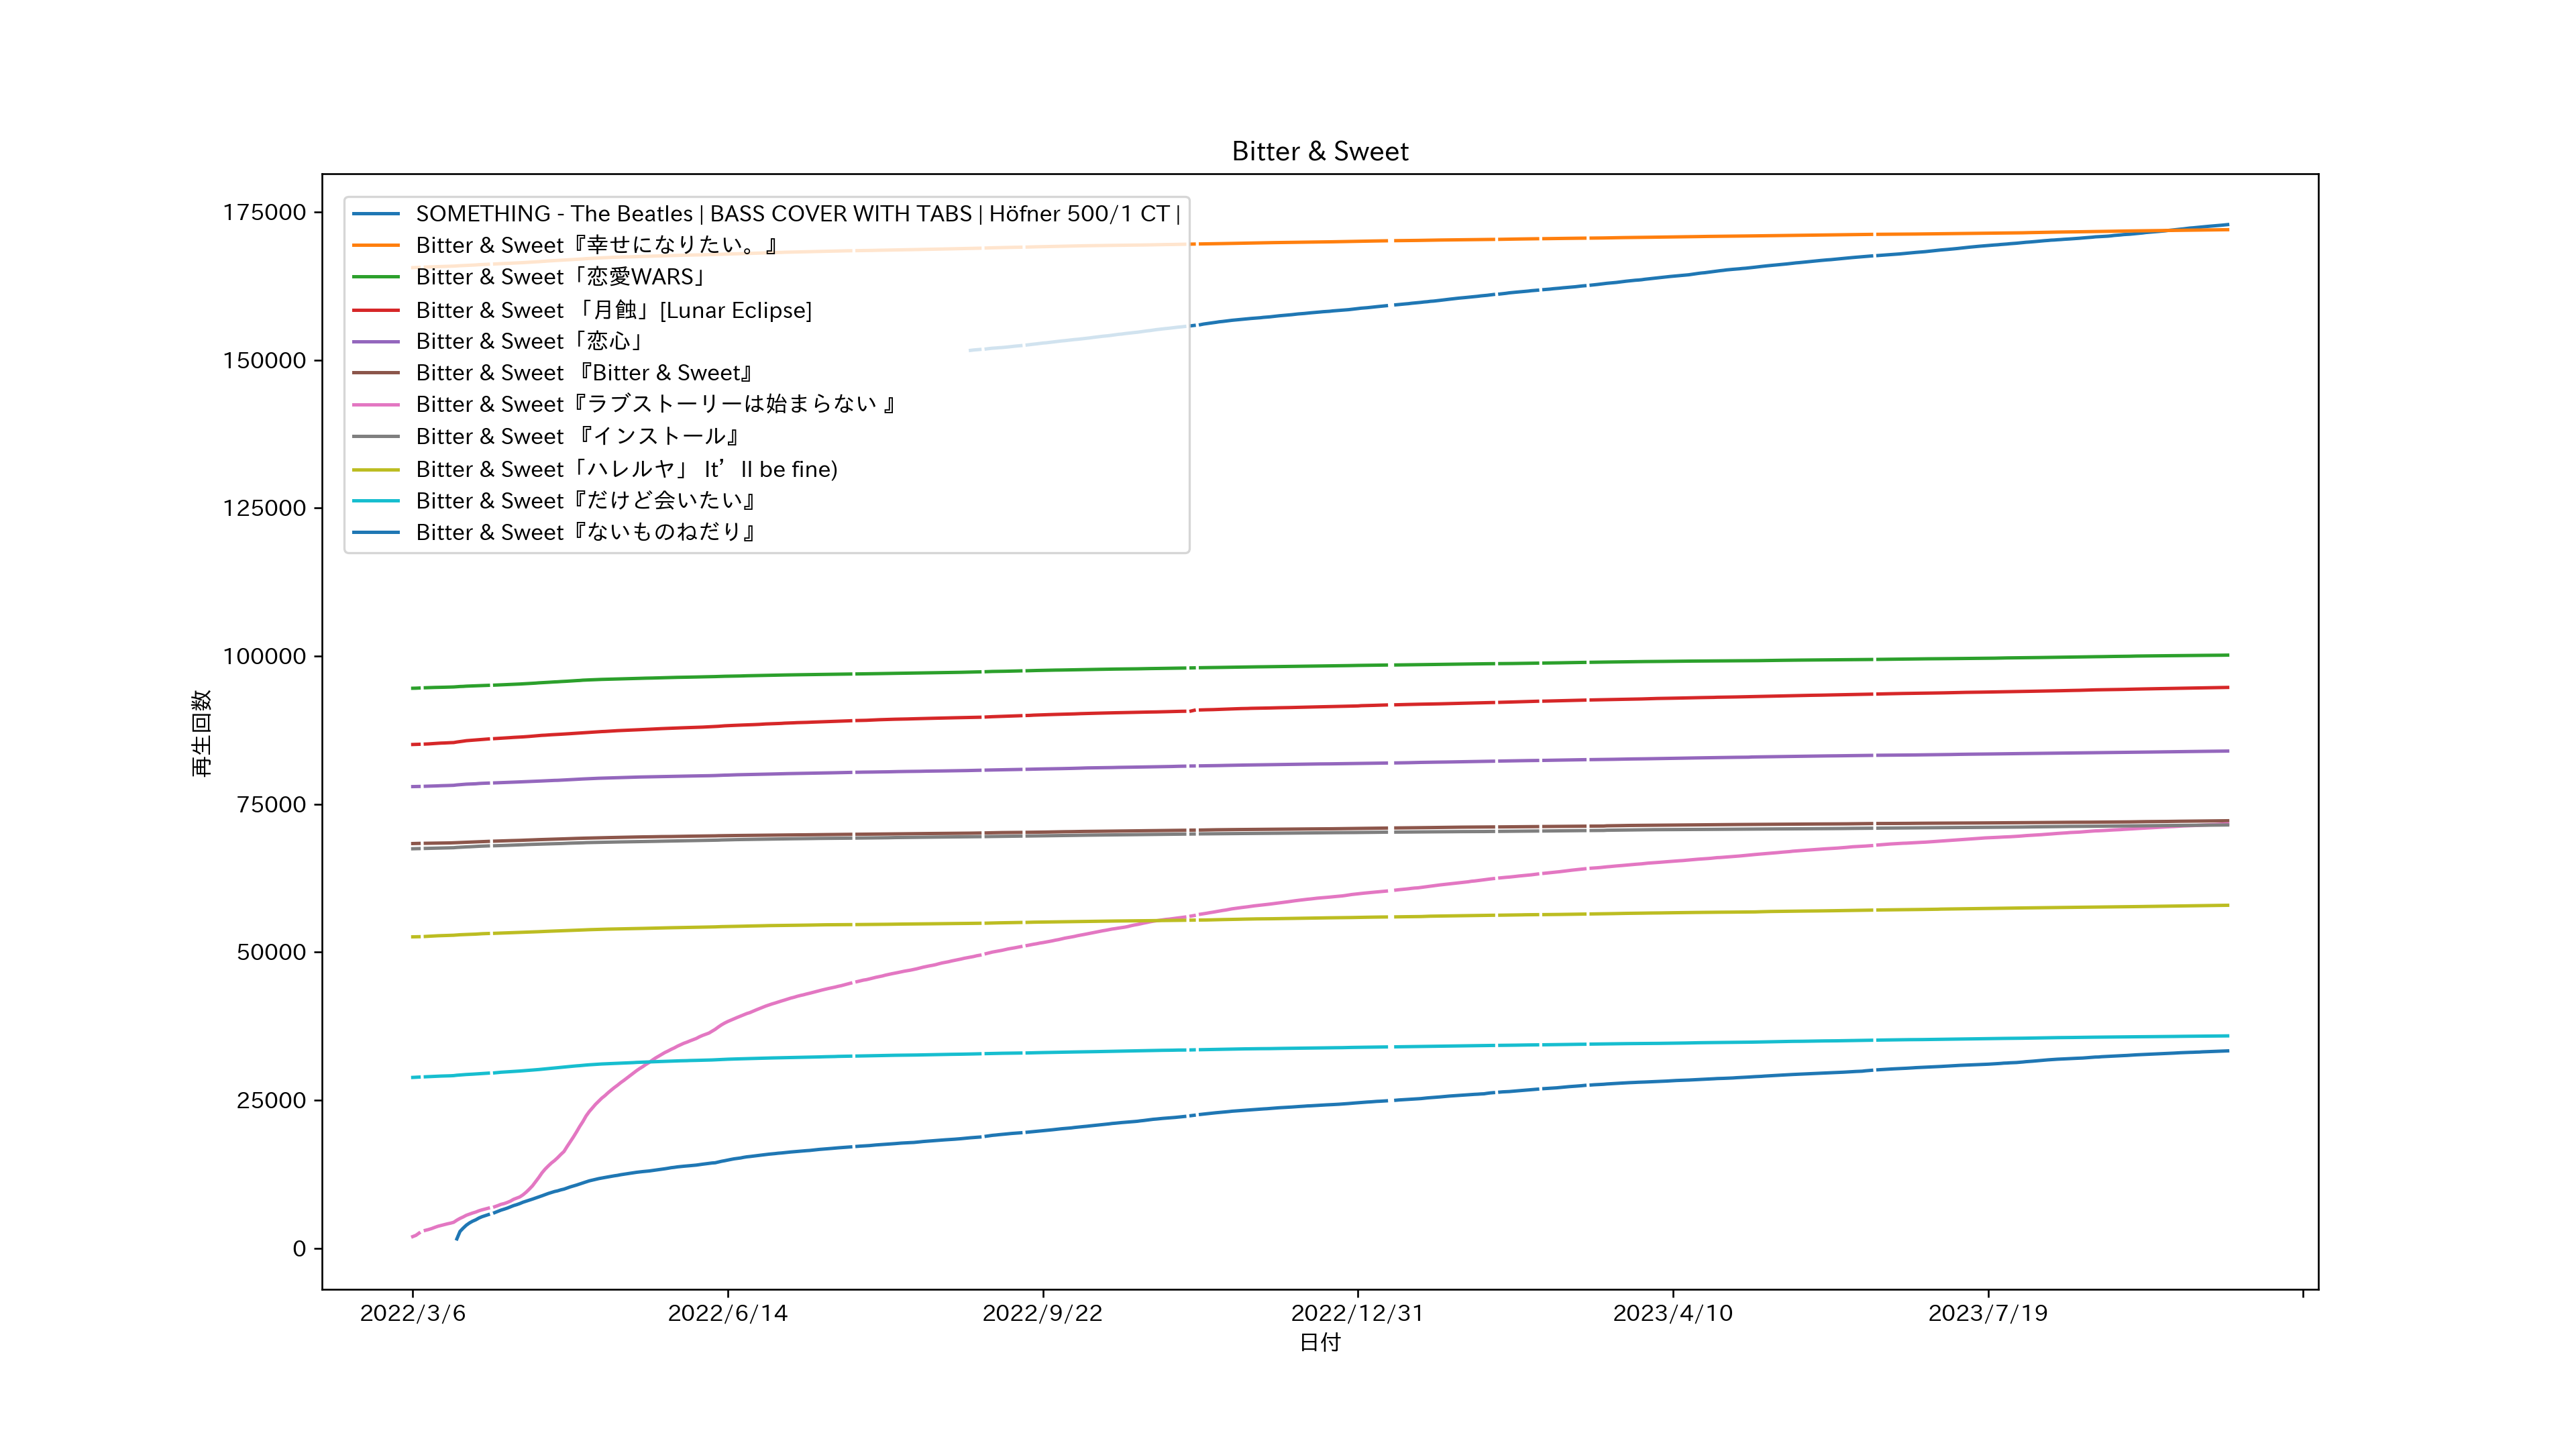 Bitter & Sweet
175000
150000
125000
100000
75000
50000
25000
0
再生回数
SOMETHING - The Beatles | BASS COVER WITH TABS | Höfner 500/1 CT |
Bitter & Sweet『幸せになりたい。』
Bitter & Sweet「恋愛WARS」
Bitter & Sweet 「月蝕」[Lunar Eclipse]
Bitter & Sweet「恋心」
Bitter & Sweet 『Bitter & Sweet』
Bitter & Sweet『ラブストーリーは始まらない 』
Bitter & Sweet 『インストール』
Bitter & Sweet「ハレルヤ」 It’ll be fine)
Bitter & Sweet『だけど会いたい』
Bitter & Sweet『ないものねだり』
2022/3/6
2022/6/14
2022/9/22
2022/12/31
2023/4/10
2023/7/19
日付